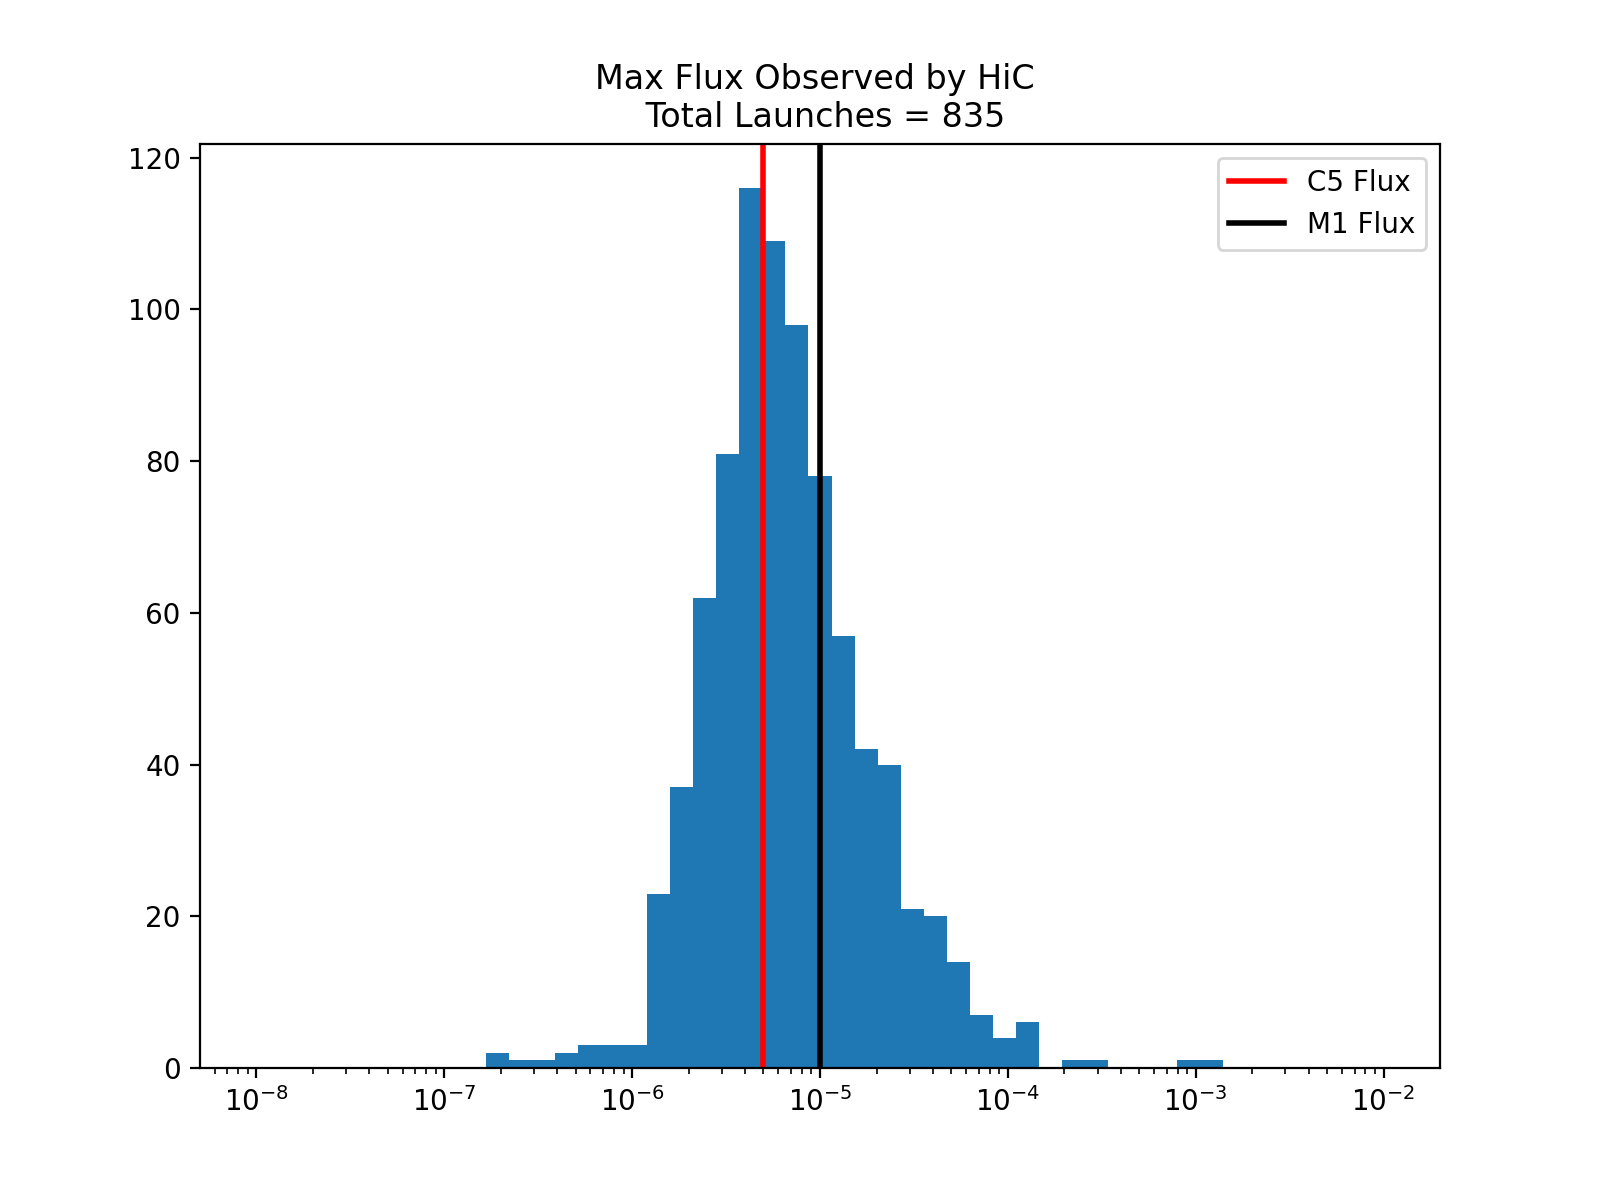 Max Flux Observed by HiC
Total Launches = 835
C5 Flux
M1 Flux
120
100
80
60
40
20
0
10⁻⁸ 10⁻⁷ 10⁻⁶ 10⁻⁵ 10⁻⁴ 10⁻³ 10⁻²